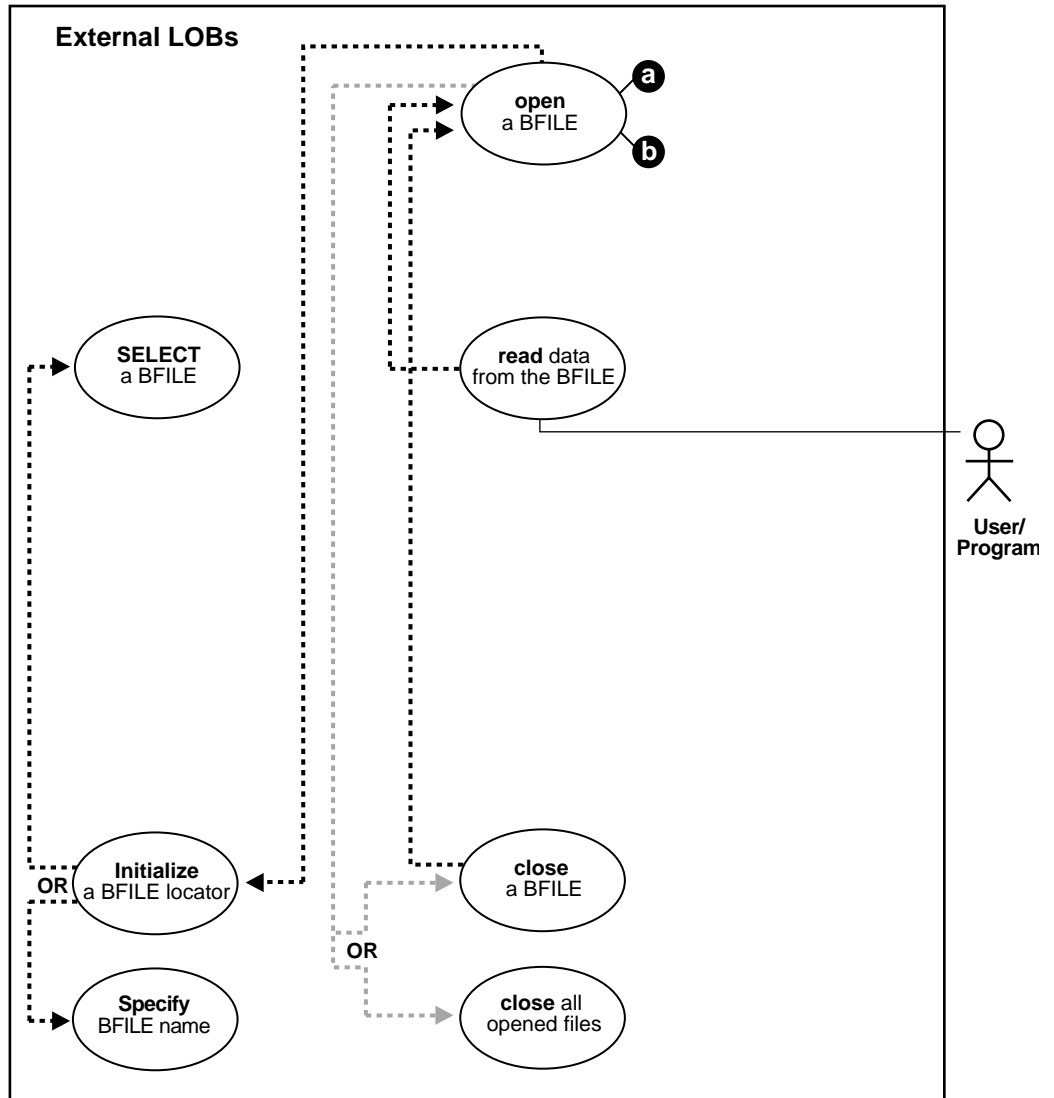 External LOBs
a
open
a BFILE
b
SELECT
a BFILE
read data
from the BFILE
User/
Program
Initialize
OR
a BFILE locator
close
a BFILE
OR
Specify
BFILE name
close all
opened files